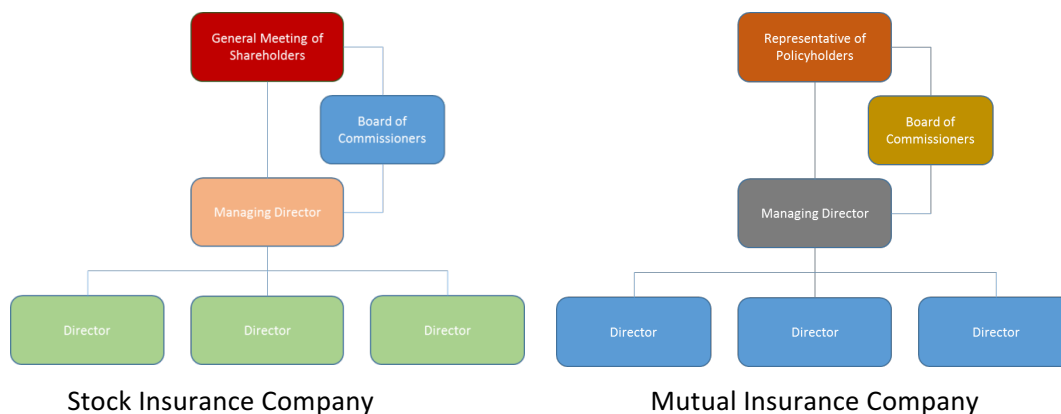 General Meeting of
Shareholders
Board of
Commissioners
Managing Director
Director
Director
Director
Stock Insurance Company
Representative of
Policyholders
Board of
Commissioners
Managing Director
Director
Director
Director
Mutual Insurance Company